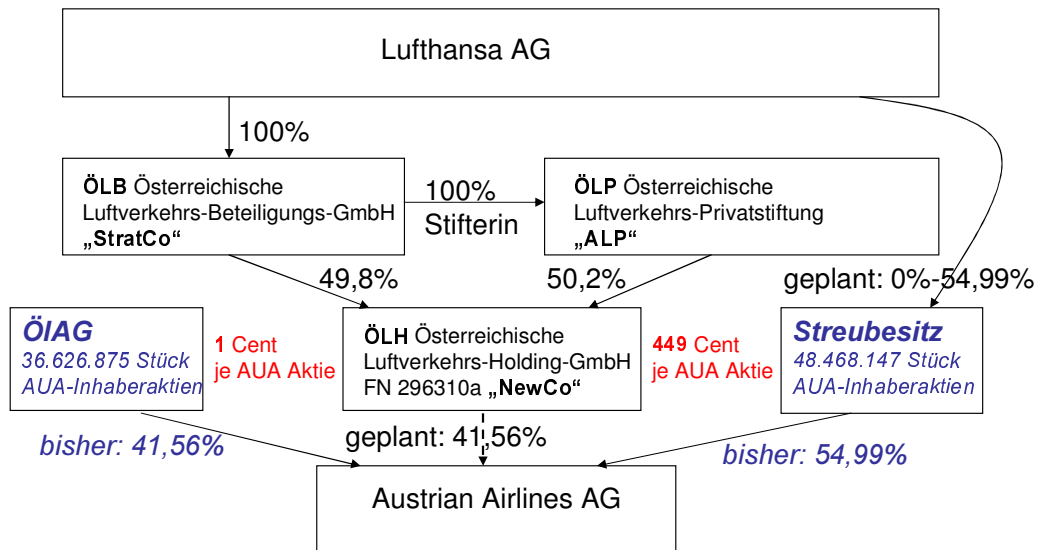 Lufthansa AG
100%
ÖLB Österreichische
Luftverkehrs-Beteiligungs-GmbH
„StratCo“
100%
Stifterin
ÖLP Österreichische
Luftverkehrs-Privatstiftung
„ALP“
49,8%
50,2%
geplant: 0%-54,99%
ÖIAG
36.626.875 Stück
AUA-Inhaberaktien
1 Cent
je AUA Aktie
ÖLH Österreichische
Luftverkehrs-Holding-GmbH
FN 296310a „NewCo“
449 Cent
je AUA Aktie
Streubesitz
48.468.147 Stück
AUA-Inhaberaktien
bisher: 41,56%
geplant: 41,56%
bisher: 54,99%
Austrian Airlines AG